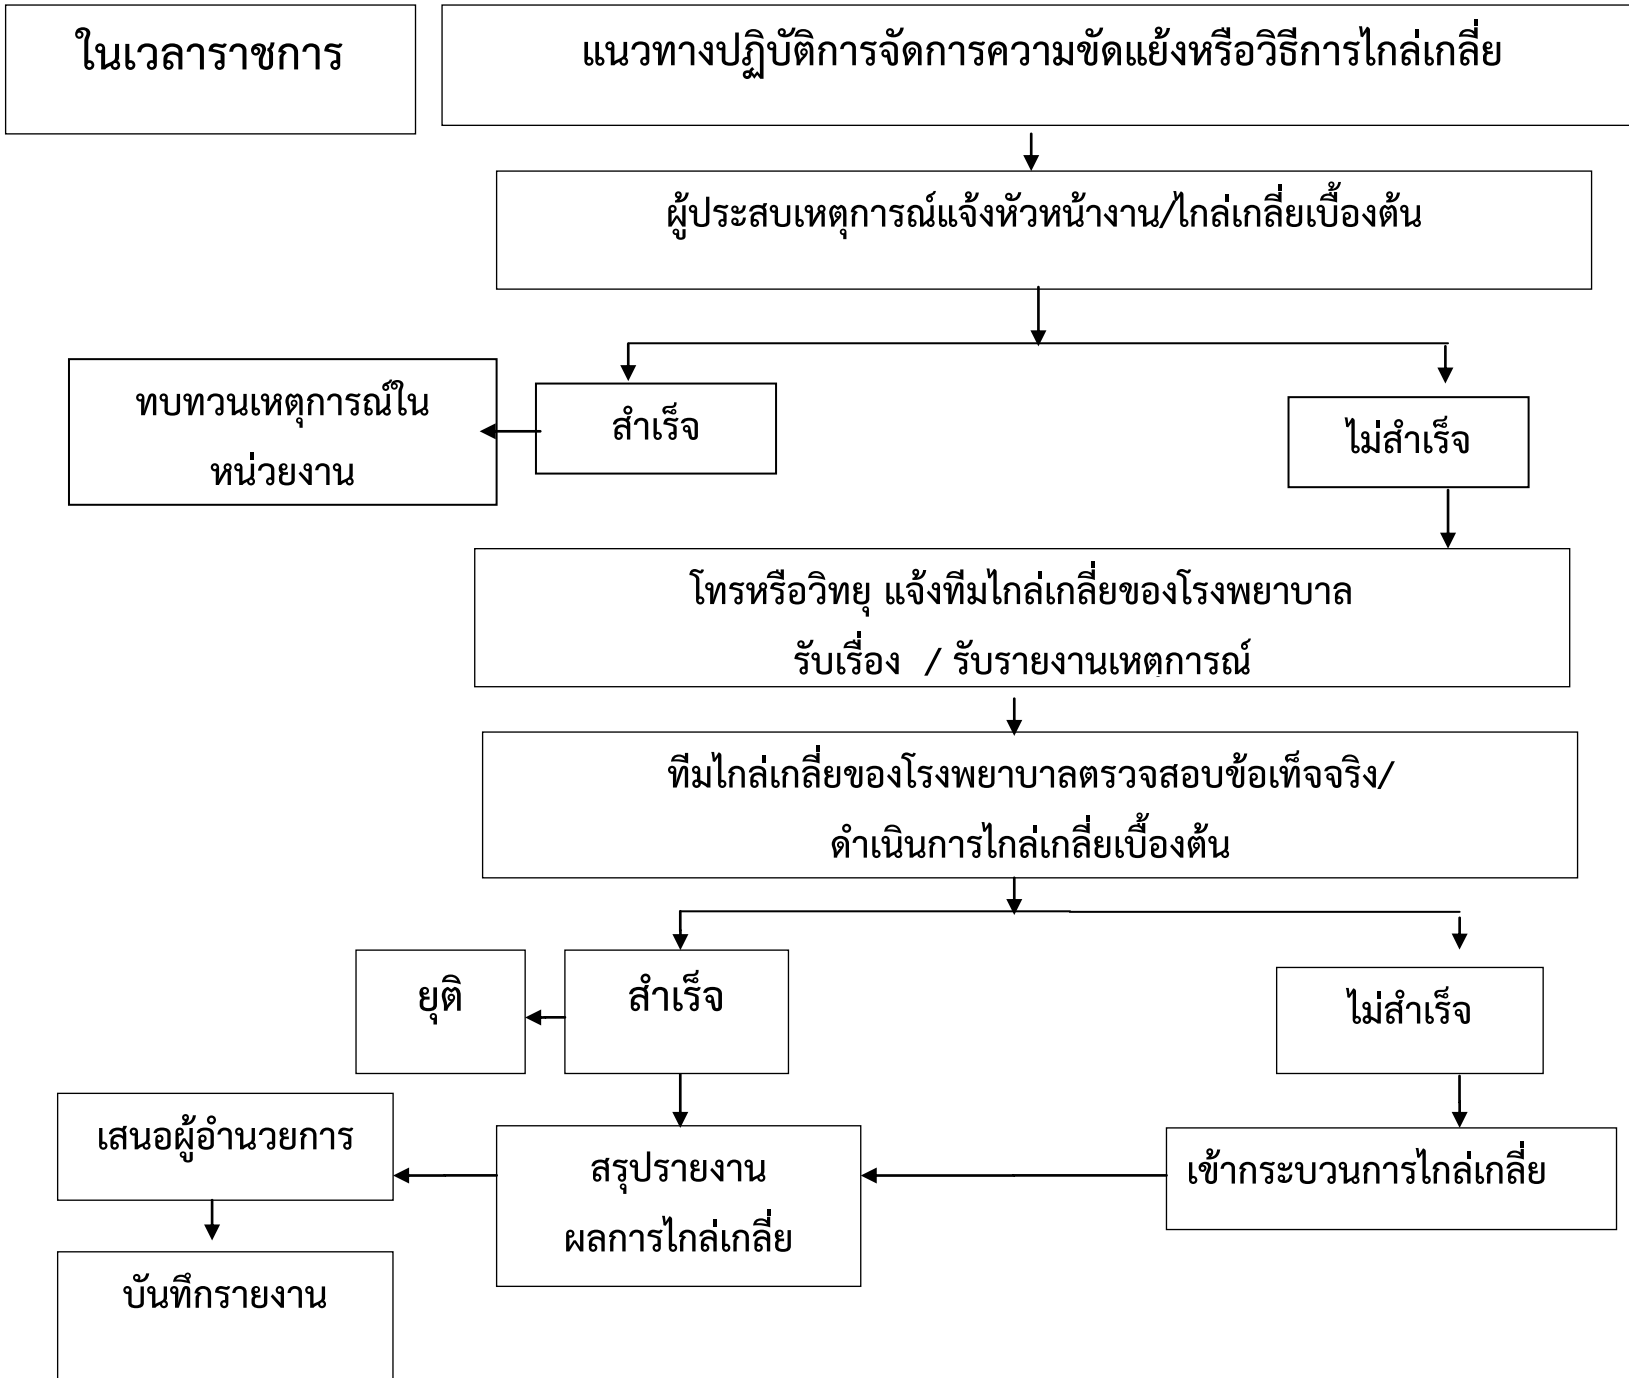 ในเวลาราชการ
แนวทางปฏิบัติการจัดการความขัดแย้งหรือวิธีการไกล่เกลี่ย
ผู้ประสบเหตุการณ์แจ้งหัวหน้างาน/ไกล่เกลี่ยเบื้องต้น
ทบทวนเหตุการณ์ใน
หน่วยงาน
สำเร็จ
ไม่สำเร็จ
โทรหรือวิทยุ แจ้งทีมไกล่เกลี่ยของโรงพยาบาล
รับเรื่อง / รับรายงานเหตุการณ์
ทีมไกล่เกลี่ยของโรงพยาบาลตรวจสอบข้อเท็จจริง/
ดำเนินการไกล่เกลี่ยเบื้องต้น
ยุติ
สำเร็จ
ไม่สำเร็จ
เสนอผู้อำนวยการ
สรุปรายงาน
ผลการไกล่เกลี่ย
เข้ากระบวนการไกล่เกลี่ย
บันทึกรายงาน